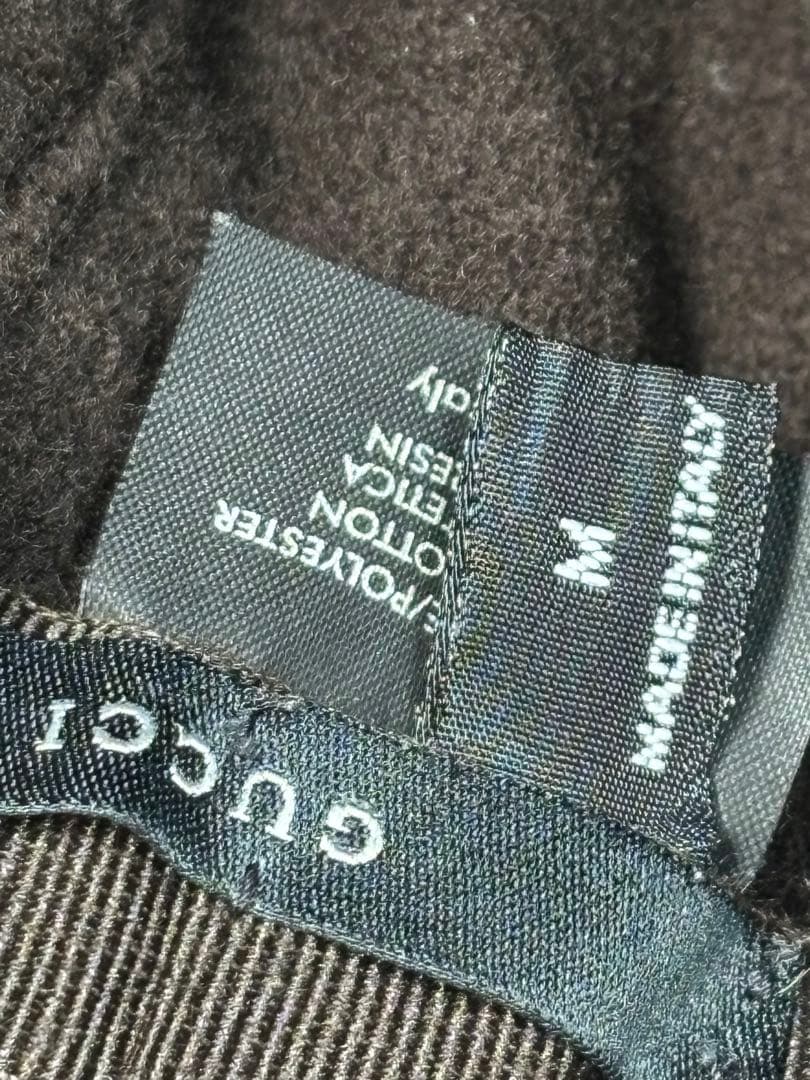 GUCCI
M
MADE IN ITALY
E/POLYESTER
OTTON
ETICA
ESIN
aly